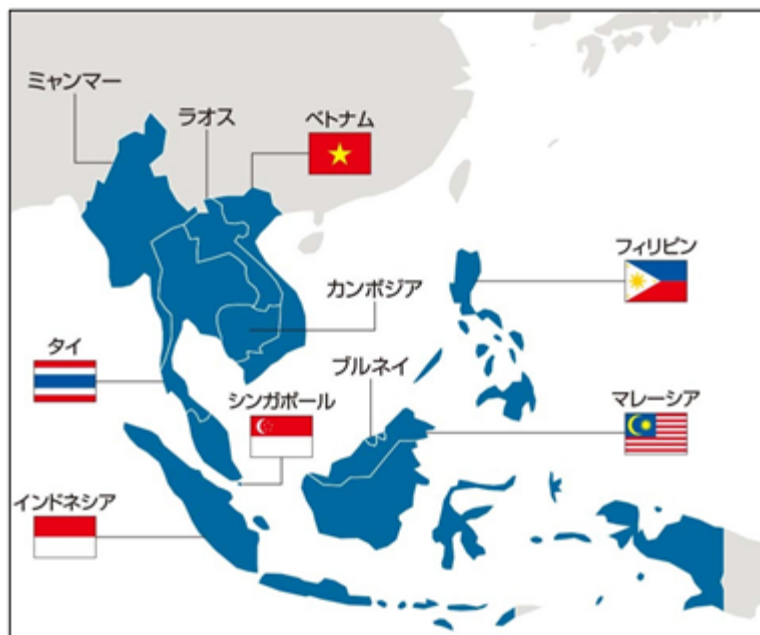 ミャンマー
ラオス
ベトナム
フィリピン
カンボジア
タイ
ブルネイ
シンガポール
マレーシア
インドネシア